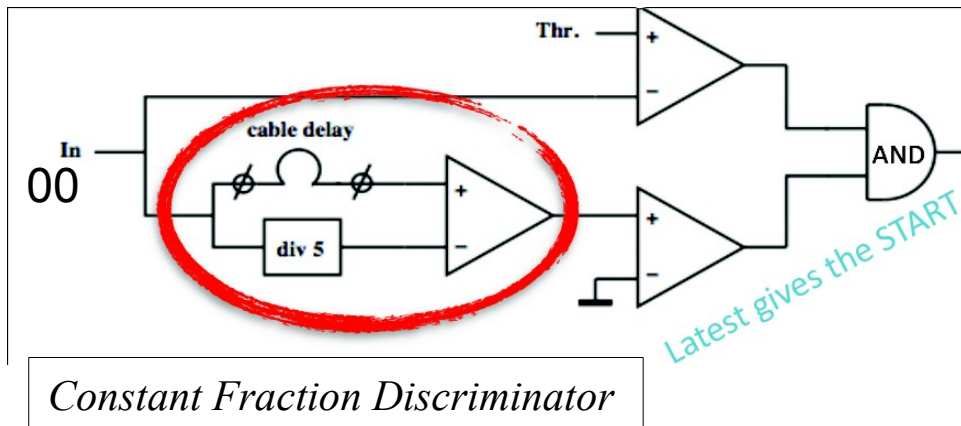 Thr.
+
−
cable delay
In
00
AND
+
−
div 5
+
−
Latest gives the START
Constant Fraction Discriminator